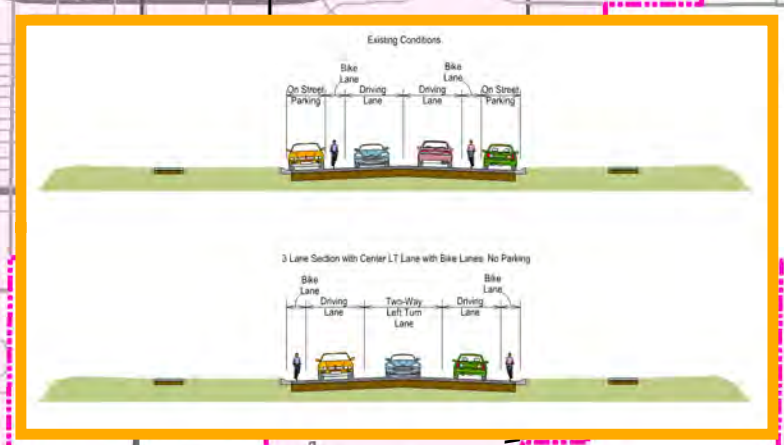 Existing Conditions
Bike
Lane
Bike
Lane
On Street
Parking
Driving
Lane
Driving
Lane
On Street
Parking
3 Lane Section with Center LT Lane with Bike Lanes: No Parking
Bike
Lane
Bike
Lane
Driving
Lane
Two-Way
Left Turn
Lane
Driving
Lane